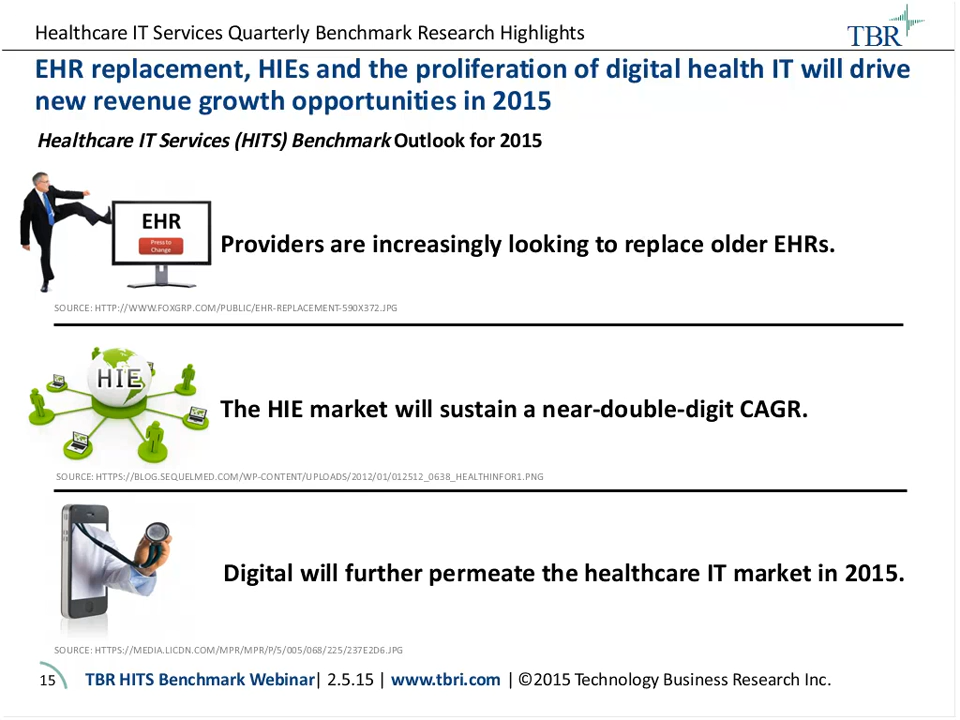 Healthcare IT Services Quarterly Benchmark Research Highlights
TBR
EHR replacement, HIEs and the proliferation of digital health IT will drive
new revenue growth opportunities in 2015
Healthcare IT Services (HITS) Benchmark Outlook for 2015
EHR
Press to
Change
Providers are increasingly looking to replace older EHRs.
SOURCE: HTTP://WWW.FOXGRP.COM/PUBLIC/EHR-REPLACEMENT-590X372.JPG
HIE
The HIE market will sustain a near-double-digit CAGR.
SOURCE: HTTPS://BLOG.SEQUELMED.COM/WP-CONTENT/UPLOADS/2012/01/012512_0638_HEALTHINFOR1.PNG
Digital will further permeate the healthcare IT market in 2015.
SOURCE: HTTPS://MEDIA.LICDN.COM/MPR/MPR/P/5/005/068/225/237E2D6.JPG
15 TBR HITS Benchmark Webinar| 2.5.15 | www.tbri.com | ©2015 Technology Business Research Inc.